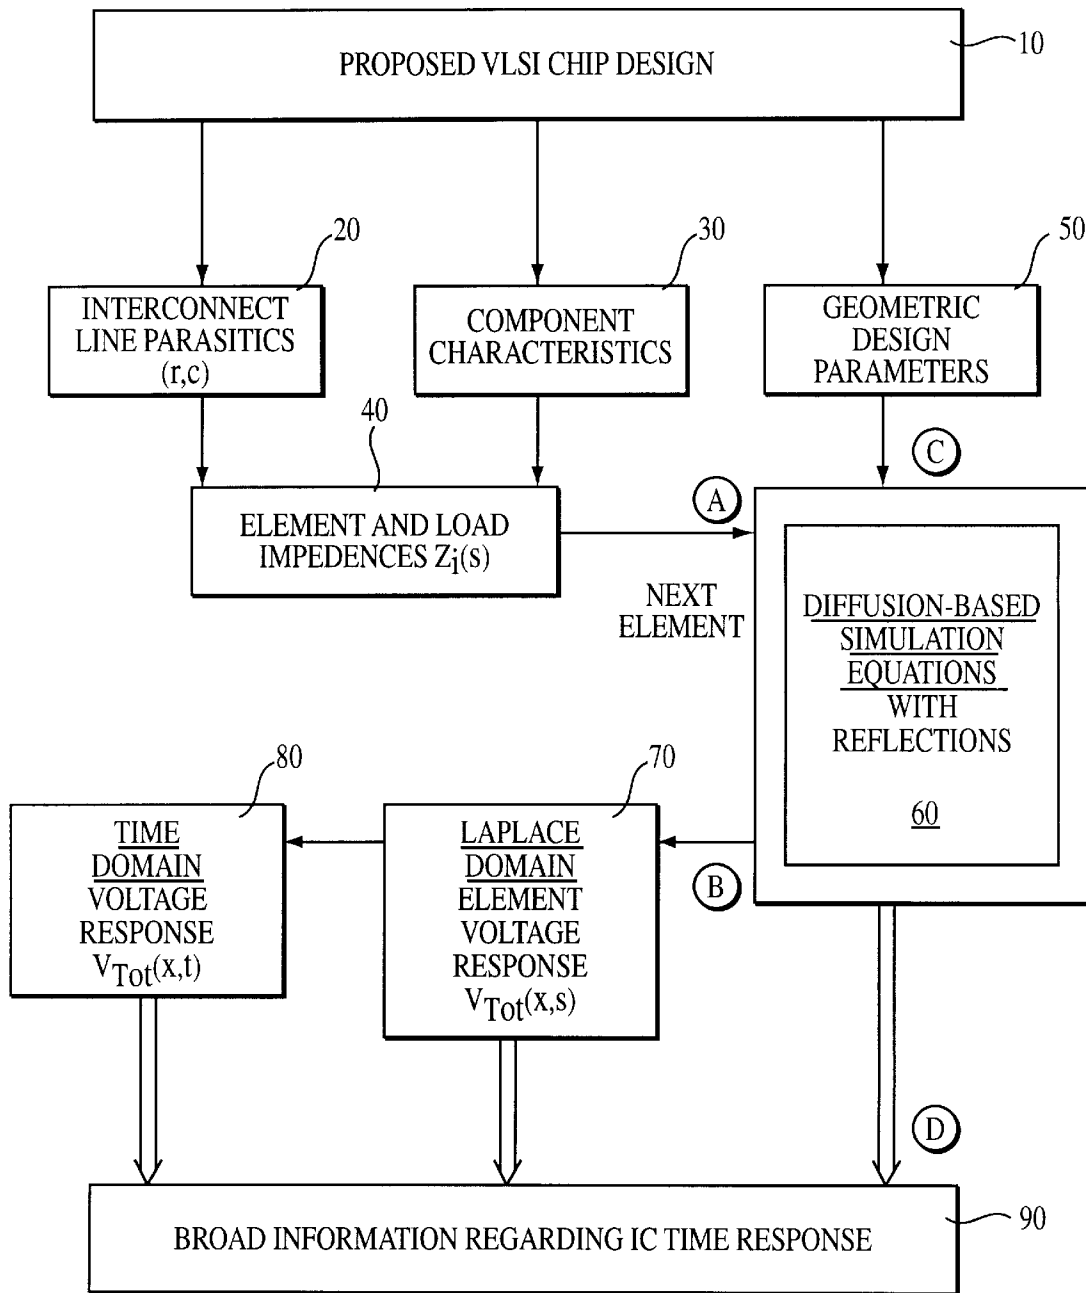 PROPOSED VLSI CHIP DESIGN
10
20
30
50
INTERCONNECT
LINE PARASITICS
(r,c)
COMPONENT
CHARACTERISTICS
GEOMETRIC
DESIGN
PARAMETERS
40
C
A
ELEMENT AND LOAD
IMPEDENCES Zi(s)
NEXT
ELEMENT
DIFFUSION-BASED
SIMULATION
EQUATIONS
WITH
REFLECTIONS
60
80
70
TIME
DOMAIN
VOLTAGE
RESPONSE
VTot(x,t)
LAPLACE
DOMAIN
ELEMENT
VOLTAGE
RESPONSE
VTot(x,s)
B
D
BROAD INFORMATION REGARDING IC TIME RESPONSE
90